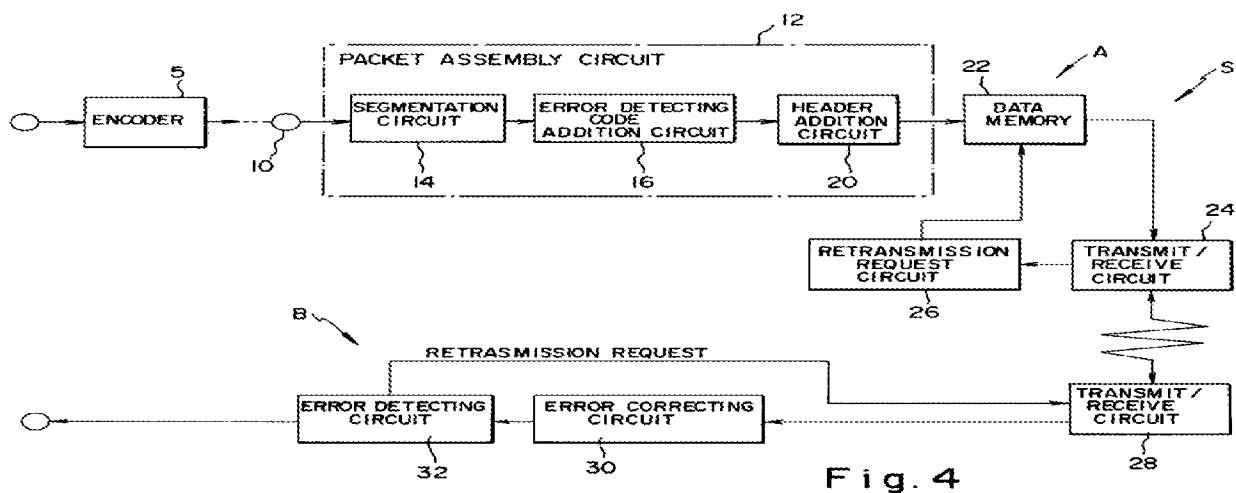 12
PACKET ASSEMBLY CIRCUIT
A
S
5
22
ENCODER
SEGMENTATION
CIRCUIT
ERROR DETECTING
CODE
ADDITION CIRCUIT
HEADER
ADDITION
CIRCUIT
DATA
MEMORY
10
14
16
20
24
RETRANSMISSION
REQUEST
CIRCUIT
TRANSMIT/
RECEIVE
CIRCUIT
26
B
RETRASMISSION REQUEST
ERROR DETECTING
CIRCUIT
ERROR CORRECTING
CIRCUIT
TRANSMIT/
RECEIVE
CIRCUIT
32
30
28
Fig. 4